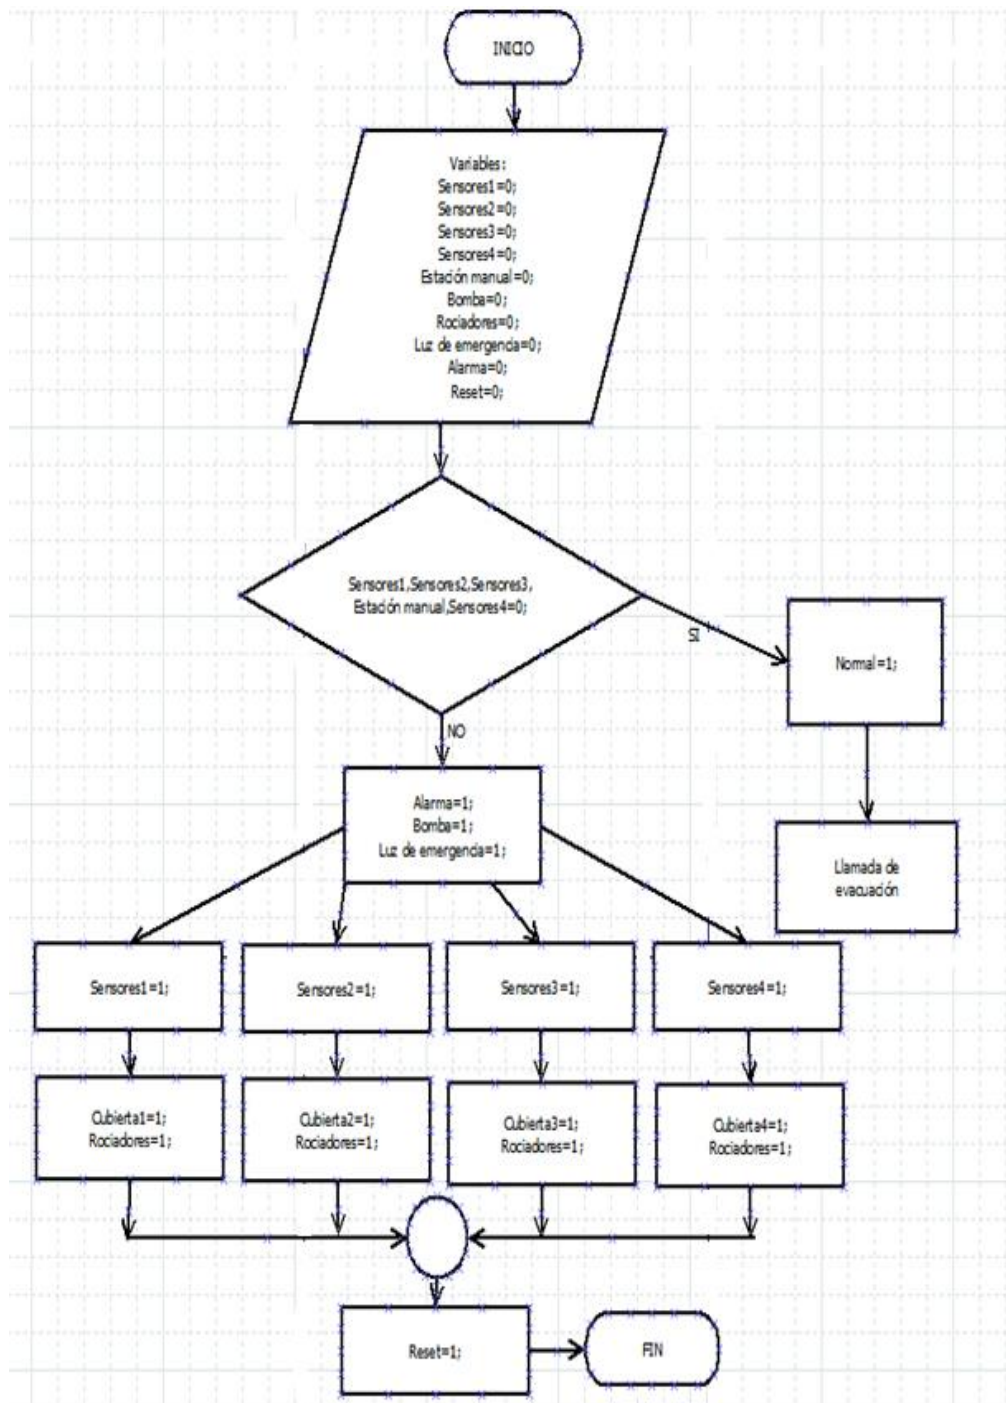 INICIO
Variables:
Sensores1=0;
Sensores2=0;
Sensores3=0;
Sensores4=0;
Estación manual=0;
Bomba=0;
Rociadores=0;
Luz de emergencia=0;
Alarma=0;
Reset=0;
Sensores1,Sensores2,Sensores3,
Estación manual,Sensores4=0;
SI
Normal=1;
NO
Alarma=1;
Bomba=1;
Luz de emergencia=1;
Llamada de
evacuación
Sensores1=1;
Sensores2=1;
Sensores3=1;
Sensores4=1;
Cubierta1=1;
Rociadores=1;
Cubierta2=1;
Rociadores=1;
Cubierta3=1;
Rociadores=1;
Cubierta4=1;
Rociadores=1;
Reset=1;
FIN